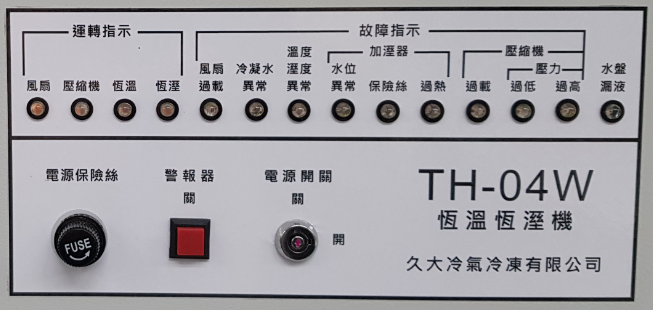 運轉指示
故障指示
風扇
壓縮機
恆溫
恆溼
風扇
過載
冷凝水
異常
溫度
溼度
異常
加溼器
水位
異常
保險絲
過熱
壓縮機
過載
壓力
過低
過高
水盤
漏液
電源保險絲
FUSE
警報器
關
電源開關
關
開
TH-04W
恆溫恆溼機
久大冷氣冷凍有限公司